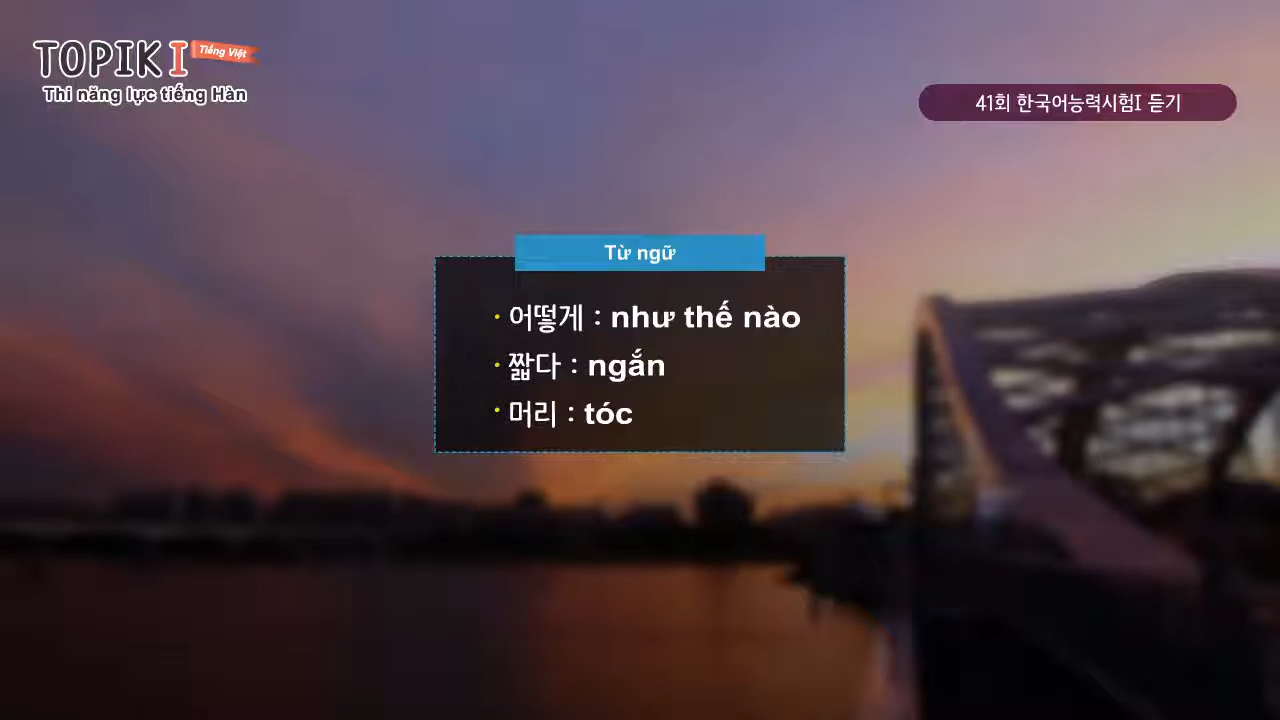 TOPIK I Tiếng Việt
Thi năng lực tiếng Hàn
41회 한국어능력시험I 듣기
Từ ngữ
• 어떻게 : như thế nào
• 짧다 : ngắn
• 머리 : tóc